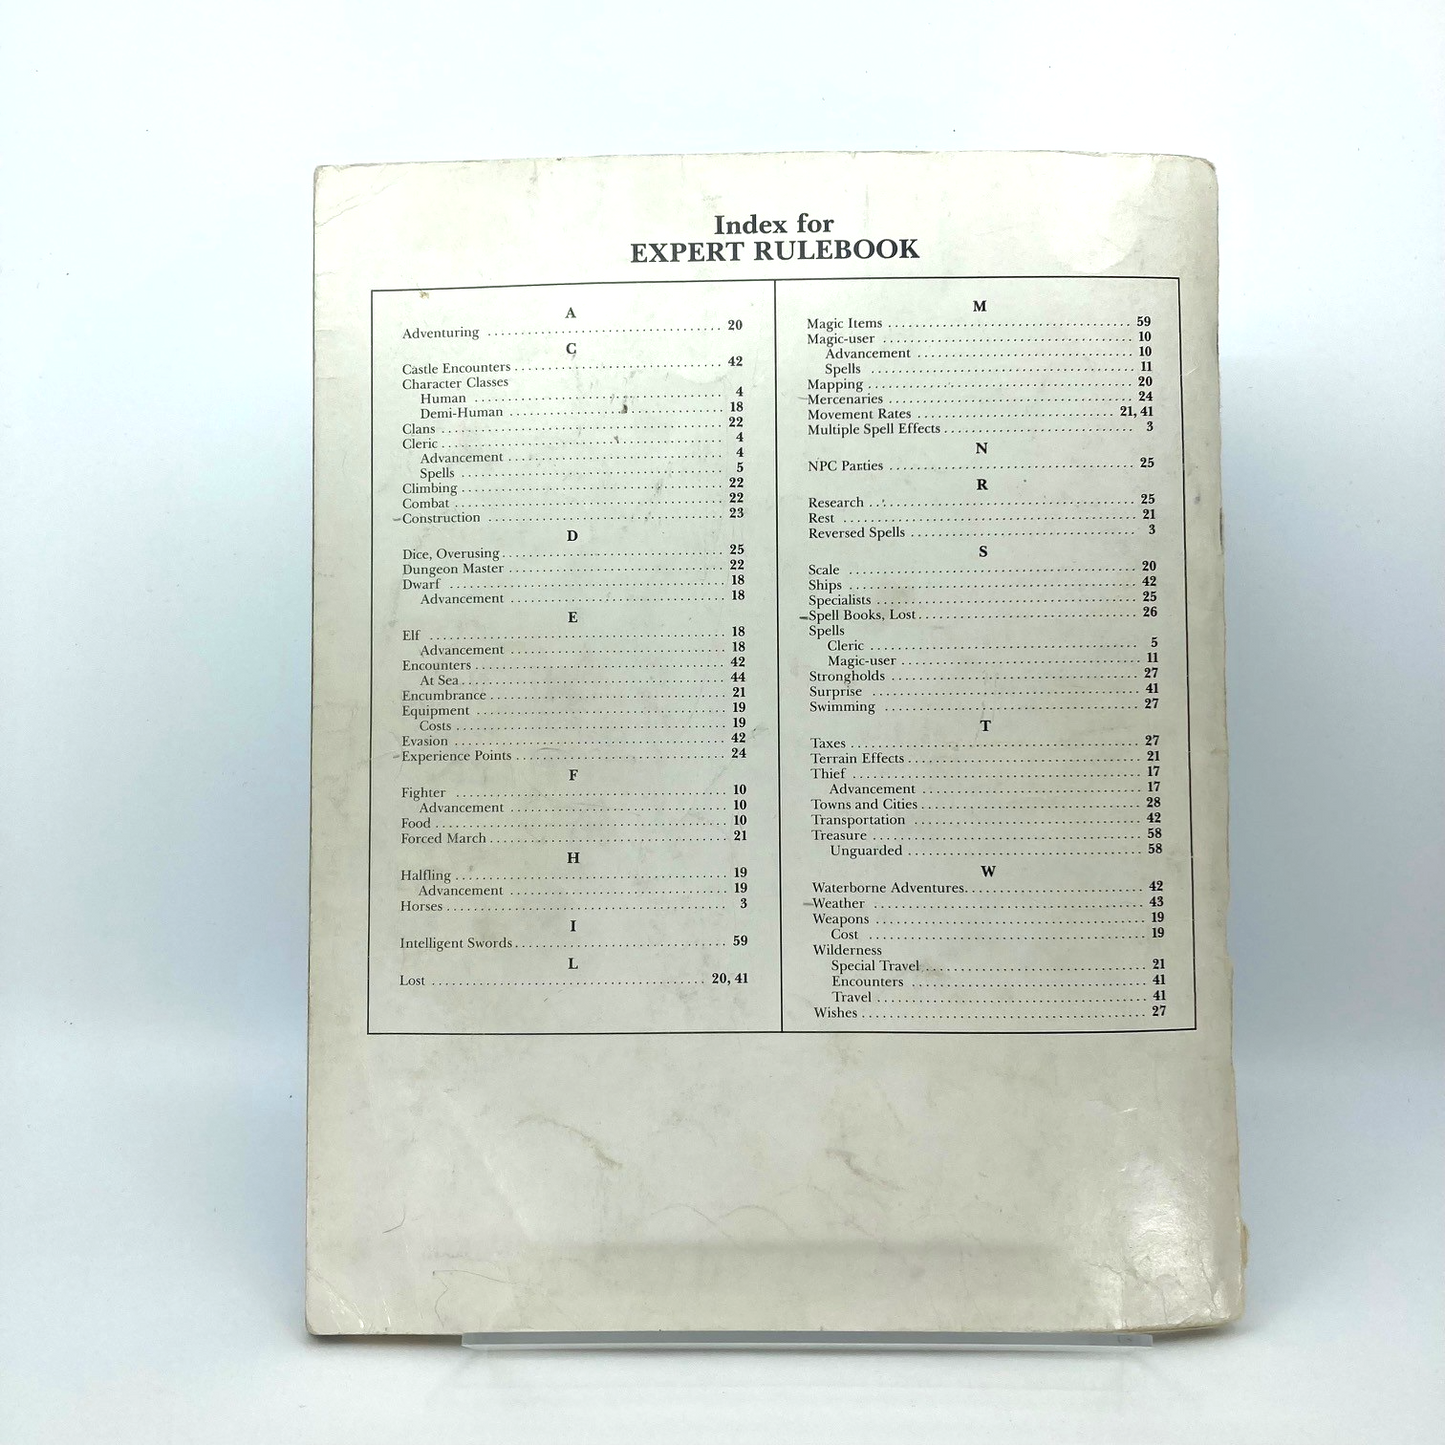 Index for
EXPERT RULEBOOK
A
Adventuring ................................ 20
C
Castle Encounters ............................. 42
Character Classes
Human ................................... 4
Demi-Human .............................. 18
Clans ...................................... 22
Cleric ...................................... 4
Advancement .............................. 4
Spells .................................... 5
Climbing ................................... 22
Combat .................................... 22
Construction ................................ 23
D
Dice, Overusing .............................. 25
Dungeon Master ............................. 22
Dwarf ..................................... 18
Advancement ............................. 18
E
Elf ........................................ 18
Advancement ............................. 18
Encounters ................................. 42
At Sea ................................... 44
Encumbrance ............................... 21
Equipment ................................. 19
Costs .................................... 19
Evasion .................................... 42
Experience Points ............................ 24
F
Fighter .................................... 10
Advancement ............................. 10
Food ...................................... 10
Forced March ............................... 21
H
Halfling .................................... 19
Advancement ............................. 19
Horses ..................................... 3
I
Intelligent Swords ............................ 59
L
Lost .................................... 20, 41
M
Magic Items ................................ 59
Magic-user ................................. 10
Advancement ............................. 10
Spells ................................... 11
Mapping ................................... 20
Mercenaries ................................ 24
Movement Rates .......................... 21, 41
Multiple Spell Effects .......................... 3
N
NPC Parties ................................ 25
R
Research ................................... 25
Rest ....................................... 21
Reversed Spells .............................. 3
S
Scale ...................................... 20
Ships ...................................... 42
Specialists .................................. 25
Spell Books, Lost ............................. 26
Spells
Cleric .................................... 5
Magic-user ............................... 11
Strongholds ................................ 27
Surprise ................................... 41
Swimming .................................. 27
T
Taxes ...................................... 27
Terrain Effects ............................... 21
Thief ...................................... 17
Advancement ............................. 17
Towns and Cities ............................. 28
Transportation .............................. 42
Treasure ................................... 58
Unguarded ............................... 58
W
Waterborne Adventures ........................ 42
Weather ................................... 43
Weapons ................................... 19
Cost .................................... 19
Wilderness
Special Travel ............................. 21
Encounters ............................... 41
Travel ................................... 41
Wishes ..................................... 27